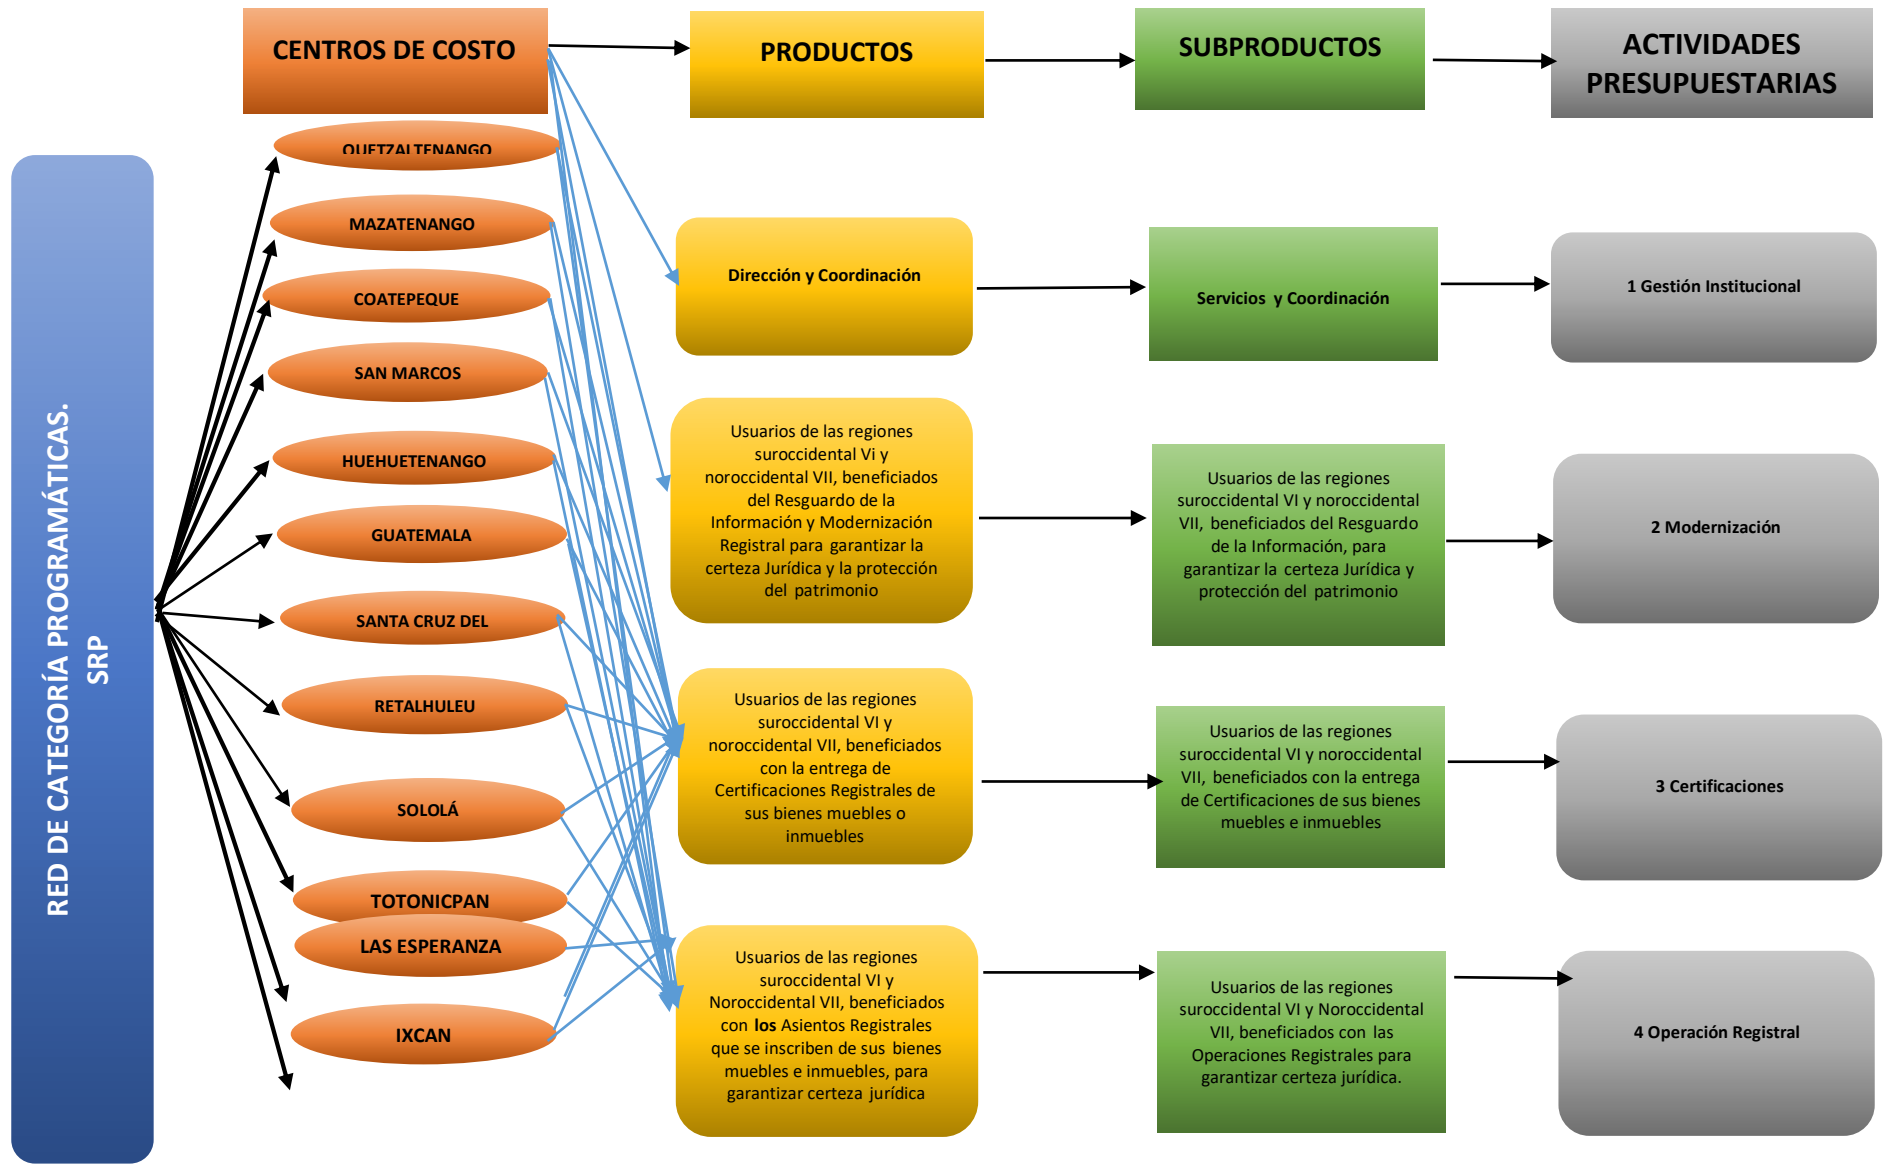 CENTROS DE COSTO
PRODUCTOS
SUBPRODUCTOS
ACTIVIDADES
PRESUPUESTARIAS
RED DE CATEGORÍA PROGRAMÁTICAS.
SRP
QUETZALTENANGO
MAZATENANGO
COATEPEQUE
SAN MARCOS
HUEHUETENANGO
GUATEMALA
SANTA CRUZ DEL
RETALHULEU
SOLOLÁ
TOTONICPAN
LAS ESPERANZA
IXCAN
Dirección y Coordinación
Servicios y Coordinación
1 Gestión Institucional
Usuarios de las regiones
suroccidental Vi y
noroccidental VII, beneficiados
del Resguardo de la
Información y Modernización
Registral para garantizar la
certeza Jurídica y la protección
del patrimonio
Usuarios de las regiones
suroccidental VI y noroccidental
VII, beneficiados del Resguardo
de la Información, para
garantizar la certeza Jurídica y
protección del patrimonio
2 Modernización
Usuarios de las regiones
suroccidental VI y
noroccidental VII, beneficiados
con la entrega de
Certificaciones Registrales de
sus bienes muebles o
inmuebles
Usuarios de las regiones
suroccidental VI y noroccidental
VII, beneficiados con la entrega
de Certificaciones de sus bienes
muebles e inmuebles
3 Certificaciones
Usuarios de las regiones
suroccidental VI y
Noroccidental VII, beneficiados
con los Asientos Registrales
que se inscriben de sus bienes
muebles e inmuebles, para
garantizar certeza jurídica
Usuarios de las regiones
suroccidental VI y Noroccidental
VII, beneficiados con las
Operaciones Registrales para
garantizar certeza jurídica.
4 Operación Registral